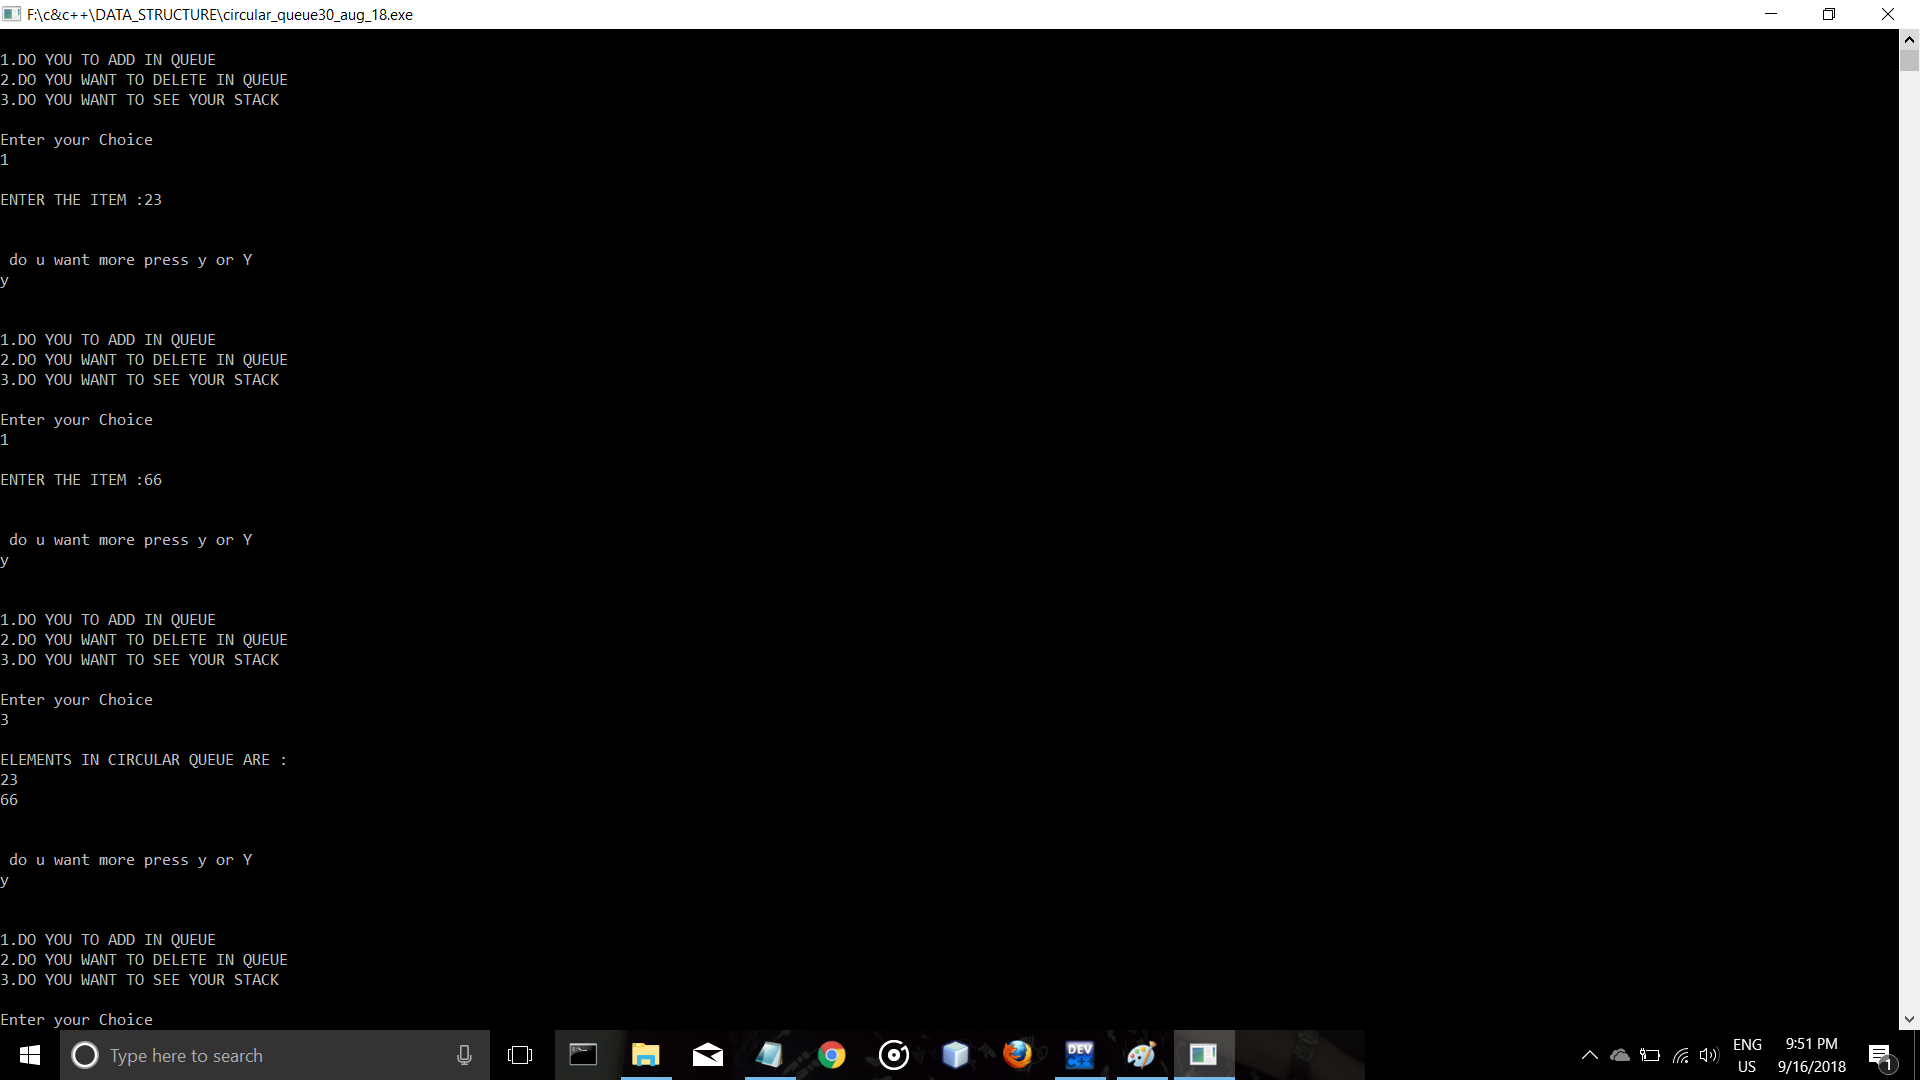 F:\c&c++\DATA_STRUCTURE\circular_queue30_aug_18.exe
1.DO YOU TO ADD IN QUEUE
2.DO YOU WANT TO DELETE IN QUEUE
3.DO YOU WANT TO SEE YOUR STACK
Enter your Choice
1
ENTER THE ITEM :23
do u want more press y or Y
y
1.DO YOU TO ADD IN QUEUE
2.DO YOU WANT TO DELETE IN QUEUE
3.DO YOU WANT TO SEE YOUR STACK
Enter your Choice
1
ENTER THE ITEM :66
do u want more press y or Y
y
1.DO YOU TO ADD IN QUEUE
2.DO YOU WANT TO DELETE IN QUEUE
3.DO YOU WANT TO SEE YOUR STACK
Enter your Choice
3
ELEMENTS IN CIRCULAR QUEUE ARE :
23
66
do u want more press y or Y
y
1.DO YOU TO ADD IN QUEUE
2.DO YOU WANT TO DELETE IN QUEUE
3.DO YOU WANT TO SEE YOUR STACK
Enter your Choice
Type here to search
DEV
C++
ENG
US
9:51 PM
9/16/2018
1